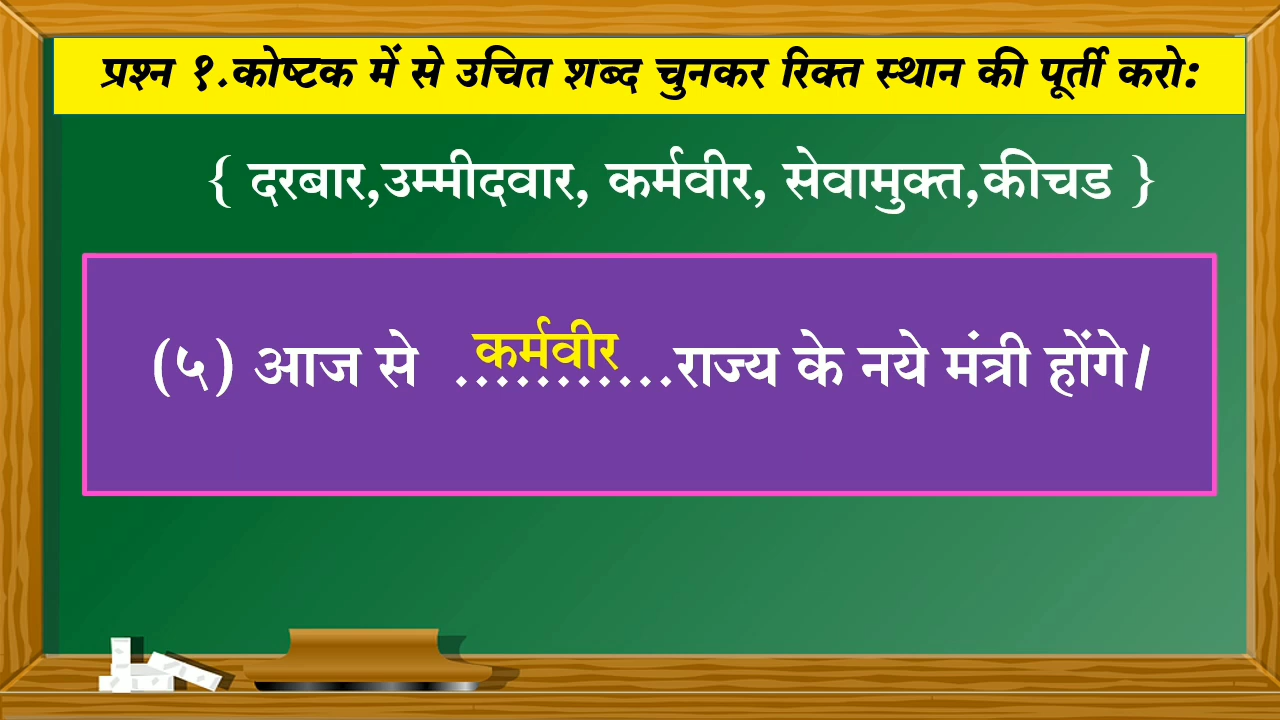 प्रश्न १.कोष्टक में से उचित शब्द चुनकर रिक्त स्थान की पूर्ती करो:
{ दरबार,उम्मीदवार, कर्मवीर, सेवामुक्त,कीचड }
(५) आज से ...कर्मवीर........राज्य के नये मंत्री होंगे।